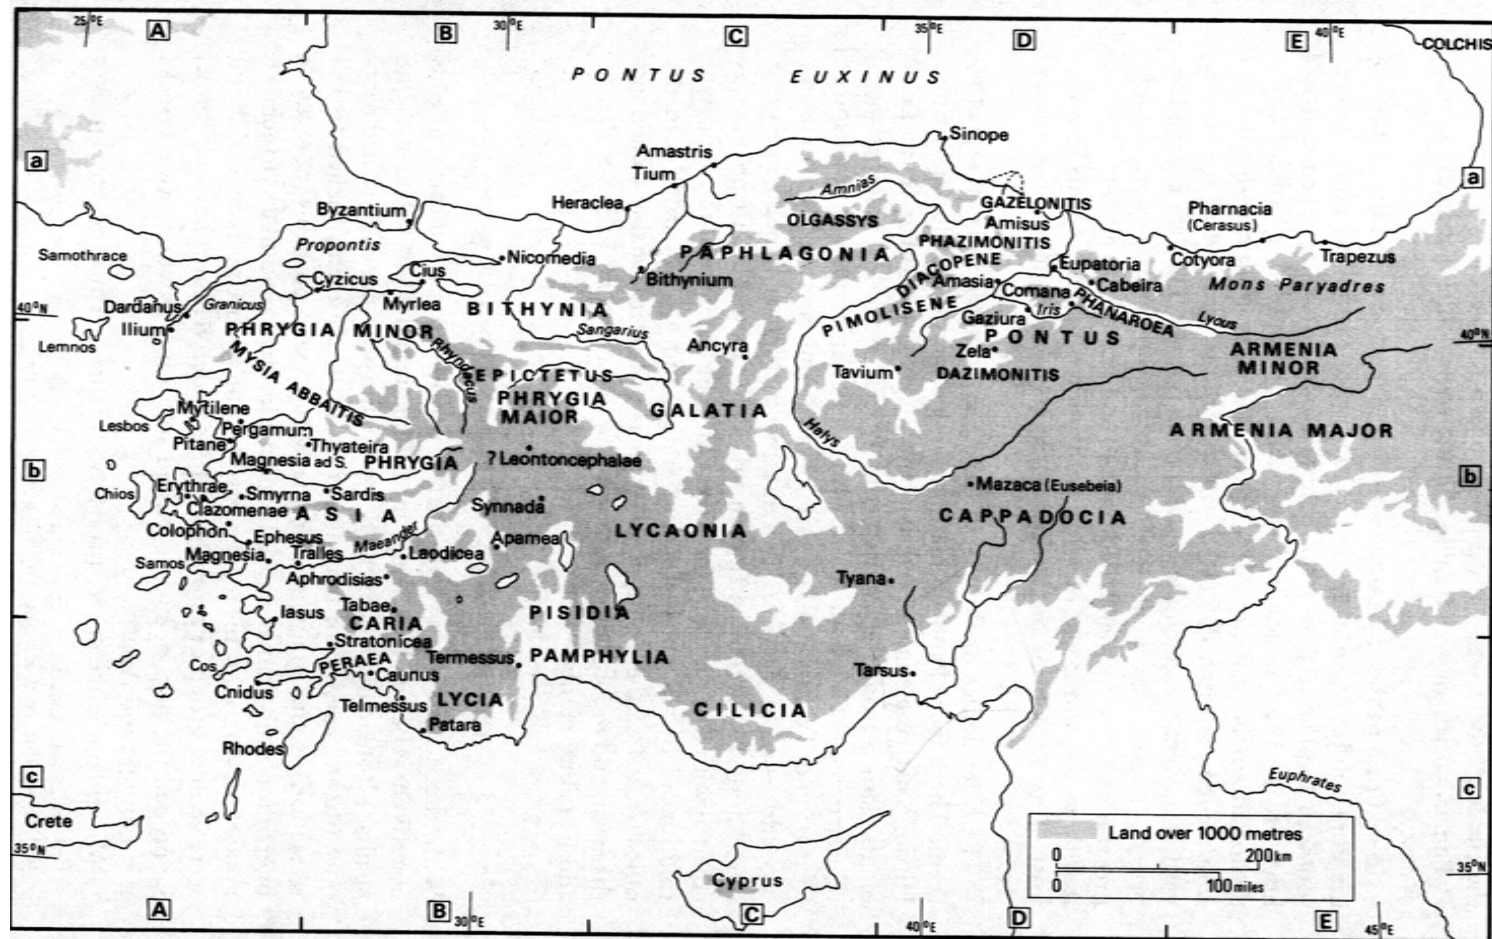 25°E
A
B
30°E
C
35°E
D
E
40°E
COLCHIS
PONTUS EUXINUS
Sinope
a
Amastris
Tium
Amnias
a
Heraclea
GAZELONITIS
Byzantium
OLGASSYS
Amisus
Pharnacia
(Cerasus)
Propontis
PAPHLAGONIA
PHAZIMONITIS
Samothrace
Nicomedia
DIACOPENE
Cotyora
Trapezus
Cyzicus
Cius
Bithynium
Eupatoria
Amasia
Cabeira
Mons Paryadres
40°N
Dardanus
Granicus
Myrlea
BITHYNIA
PIMOLISENE
Comana
PHANAROEA
Ilium
Gaziura
Iris
Lycus
PHRYGIA MINOR
Sangarius
PONTUS
Lemnos
MYSIA ABBAITIS
Rhyndacus
Ancyra
Zela
ARMENIA
MINOR
40°N
EPICTETUS
Tavium
DAZIMONITIS
PHRYGIA
MAIOR
GALATIA
Mytilene
Lesbos
Pergamum
Halys
ARMENIA MAJOR
Pitane
Thyateira
b
Magnesia ad S.
PHRYGIA
? Leontocephalae
b
Chios
Erythrae
Smyrna
Sardis
Mazaca (Eusebeia)
Clazomenae
ASIA
Synnada
CAPPADOCIA
Colophon
Ephesus
Maeander
LYCAONIA
Apamea
Samos
Magnesia
Tralles
Laodicea
Aphrodisias
Tyana
Iasus
Tabae
PISIDIA
CARIA
Stratonicea
Cos
PERAEA
Termessus
PAMPHYLIA
Caunus
Tarsus
Cnidus
Telmessus
LYCIA
CILICIA
Patara
Rhodes
c
Euphrates
c
Crete
Land over 1000 metres
35°N
0 200km
0 100 miles
35°N
Cyprus
A
B
30°E
C
40°E
D
E
45°E